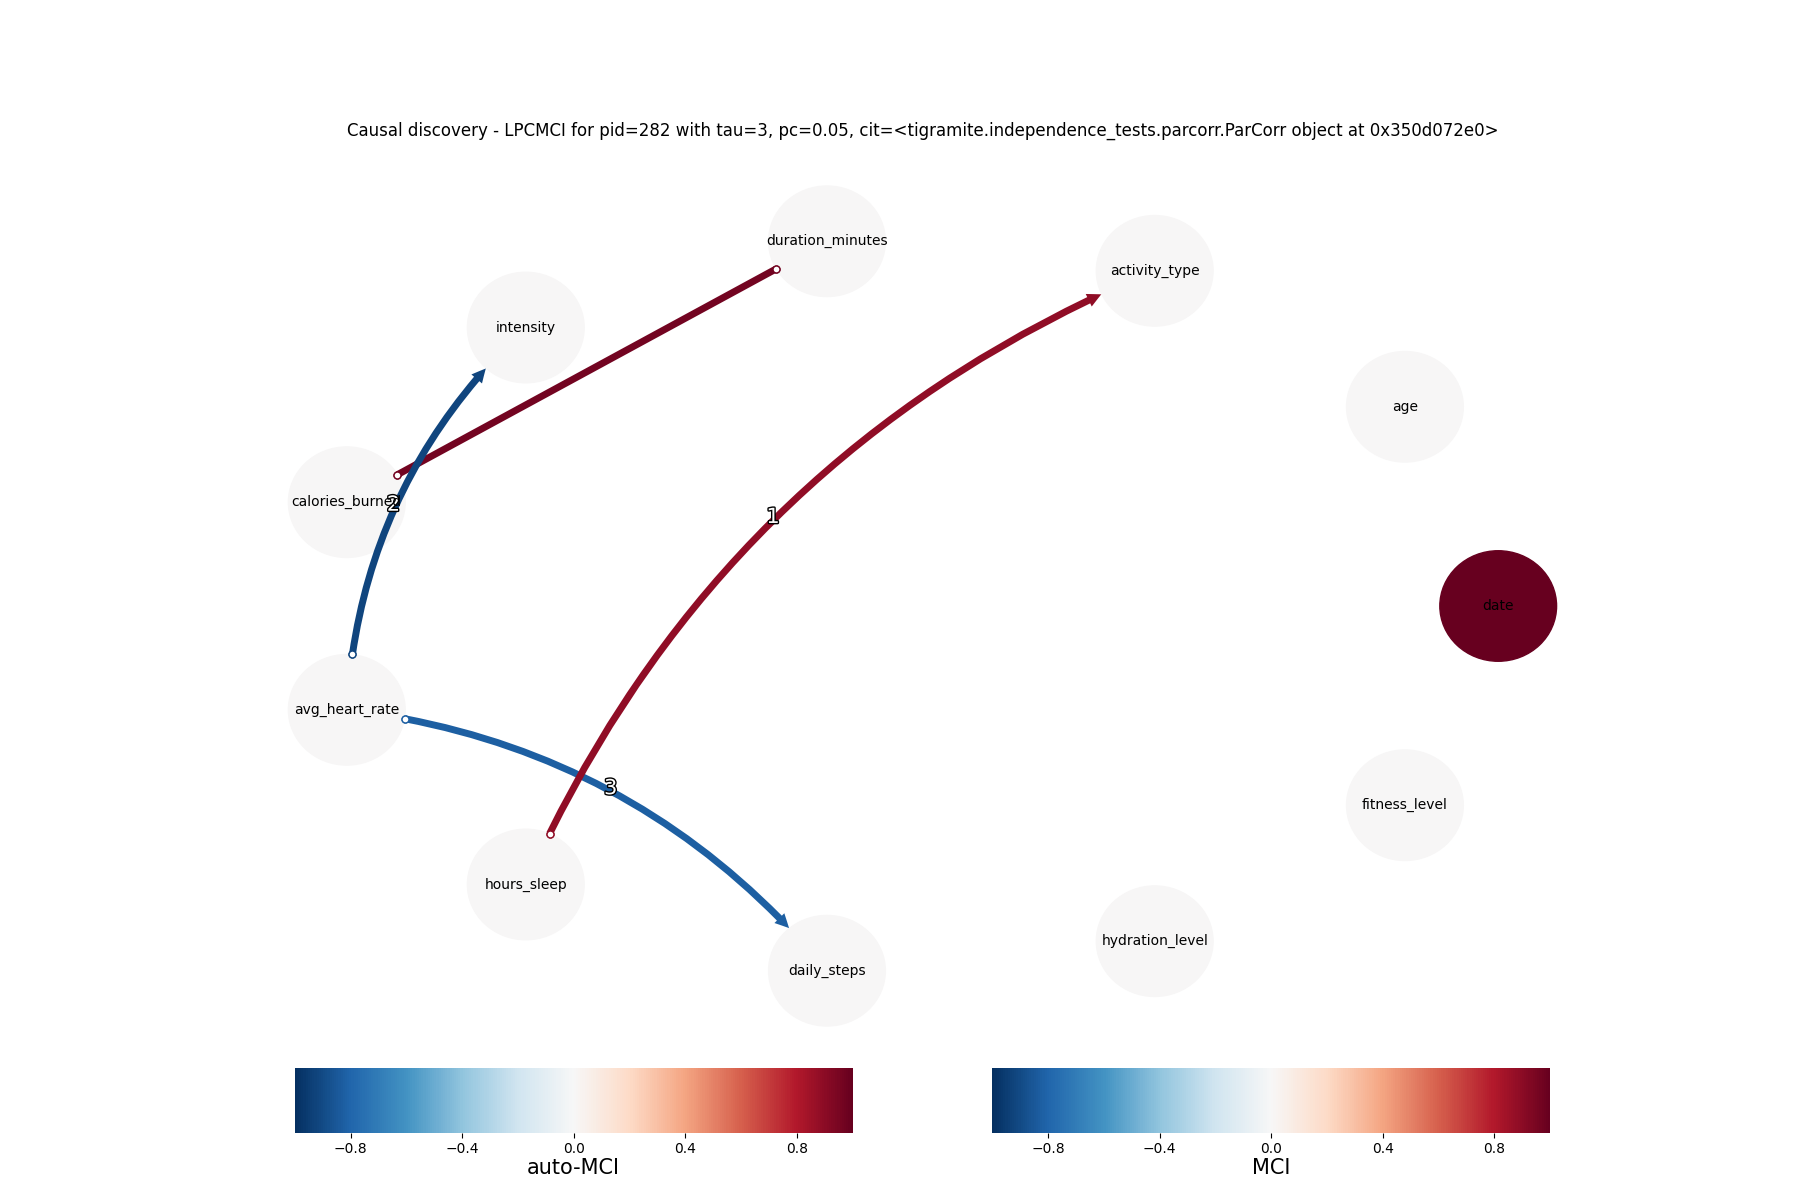 Causal discovery - LPCMCI for pid=282 with tau=3, pc=0.05, cit=<tigramite.independence_tests.parcorr.ParCorr object at 0x350d072e0>
duration_minutes
activity_type
intensity
age
calories_burned
2
1
date
avg_heart_rate
3
fitness_level
hours_sleep
hydration_level
daily_steps
−0.8 −0.4 0.0 0.4 0.8
auto-MCI
−0.8 −0.4 0.0 0.4 0.8
MCI